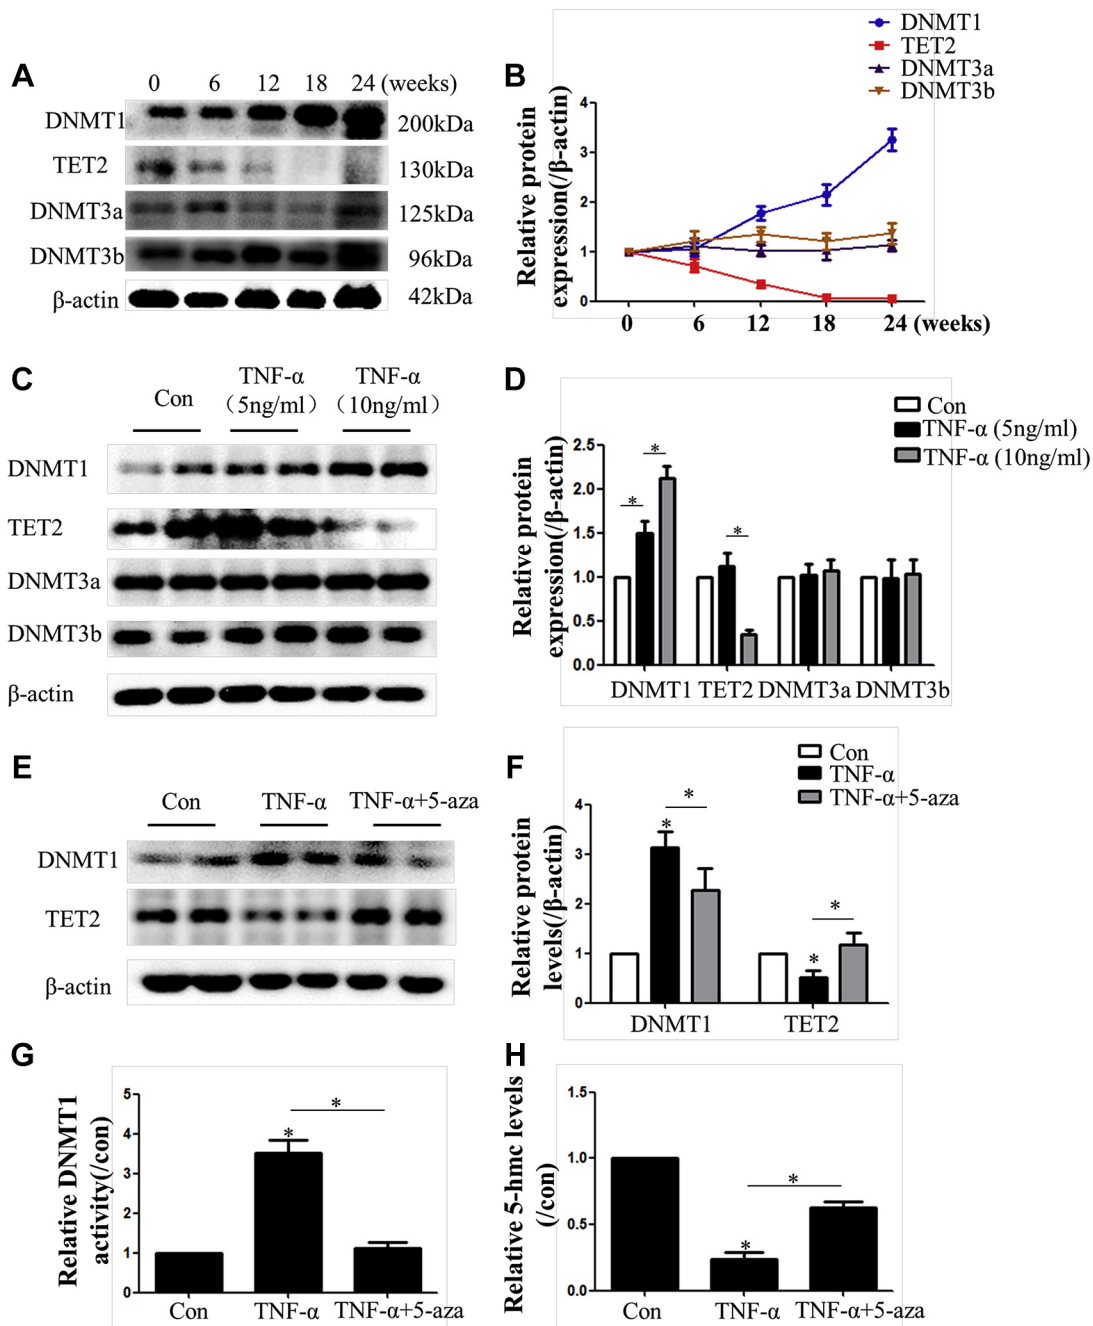 A
0 6 12 18 24 (weeks)
DNMT1 200kDa
TET2 130kDa
DNMT3a 125kDa
DNMT3b 96kDa
β-actin 42kDa
B
DNMT1
TET2
DNMT3a
DNMT3b
Relative protein
expression(/β-actin)
4
3
2
1
0
0 6 12 18 24 (weeks)
C
Con
TNF-α
(5ng/ml)
TNF-α
(10ng/ml)
DNMT1
TET2
DNMT3a
DNMT3b
β-actin
D
Con
TNF-α (5ng/ml)
TNF-α (10ng/ml)
Relative protein
expression(/β-actin)
2.5
2.0
1.5
1.0
0.5
0.0
* * *
DNMT1 TET2 DNMT3a DNMT3b
E
Con TNF-α TNF-α+5-aza
DNMT1
TET2
β-actin
F
Con
TNF-α
TNF-α+5-aza
Relative protein
levels(/β-actin)
4
3
2
1
0
* * * *
DNMT1 TET2
G
Relative DNMT1
activity(/con)
5
4
3
2
1
0
* *
Con TNF-α TNF-α+5-aza
H
Relative 5-hmc levels
(/con)
1.5
1.0
0.5
0.0
* *
Con TNF-α TNF-α+5-aza